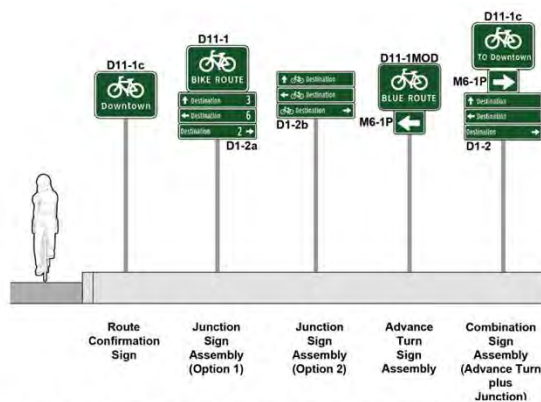 D11-1c
Downtown
Route
Confirmation
Sign
D11-1
BIKE ROUTE
Destination 3
Destination 6
Destination 2
D1-2a
Junction
Sign
Assembly
(Option 1)
Destination
Destination
Destination
D1-2b
Junction
Sign
Assembly
(Option 2)
D11-1MOD
BLUE ROUTE
M6-1P
Advance
Turn
Sign
Assembly
D11-1c
TO Downtown
M6-1P
Destination
Destination
Destination
D1-2
Combination
Sign
Assembly
(Advance Turn
plus
Junction)